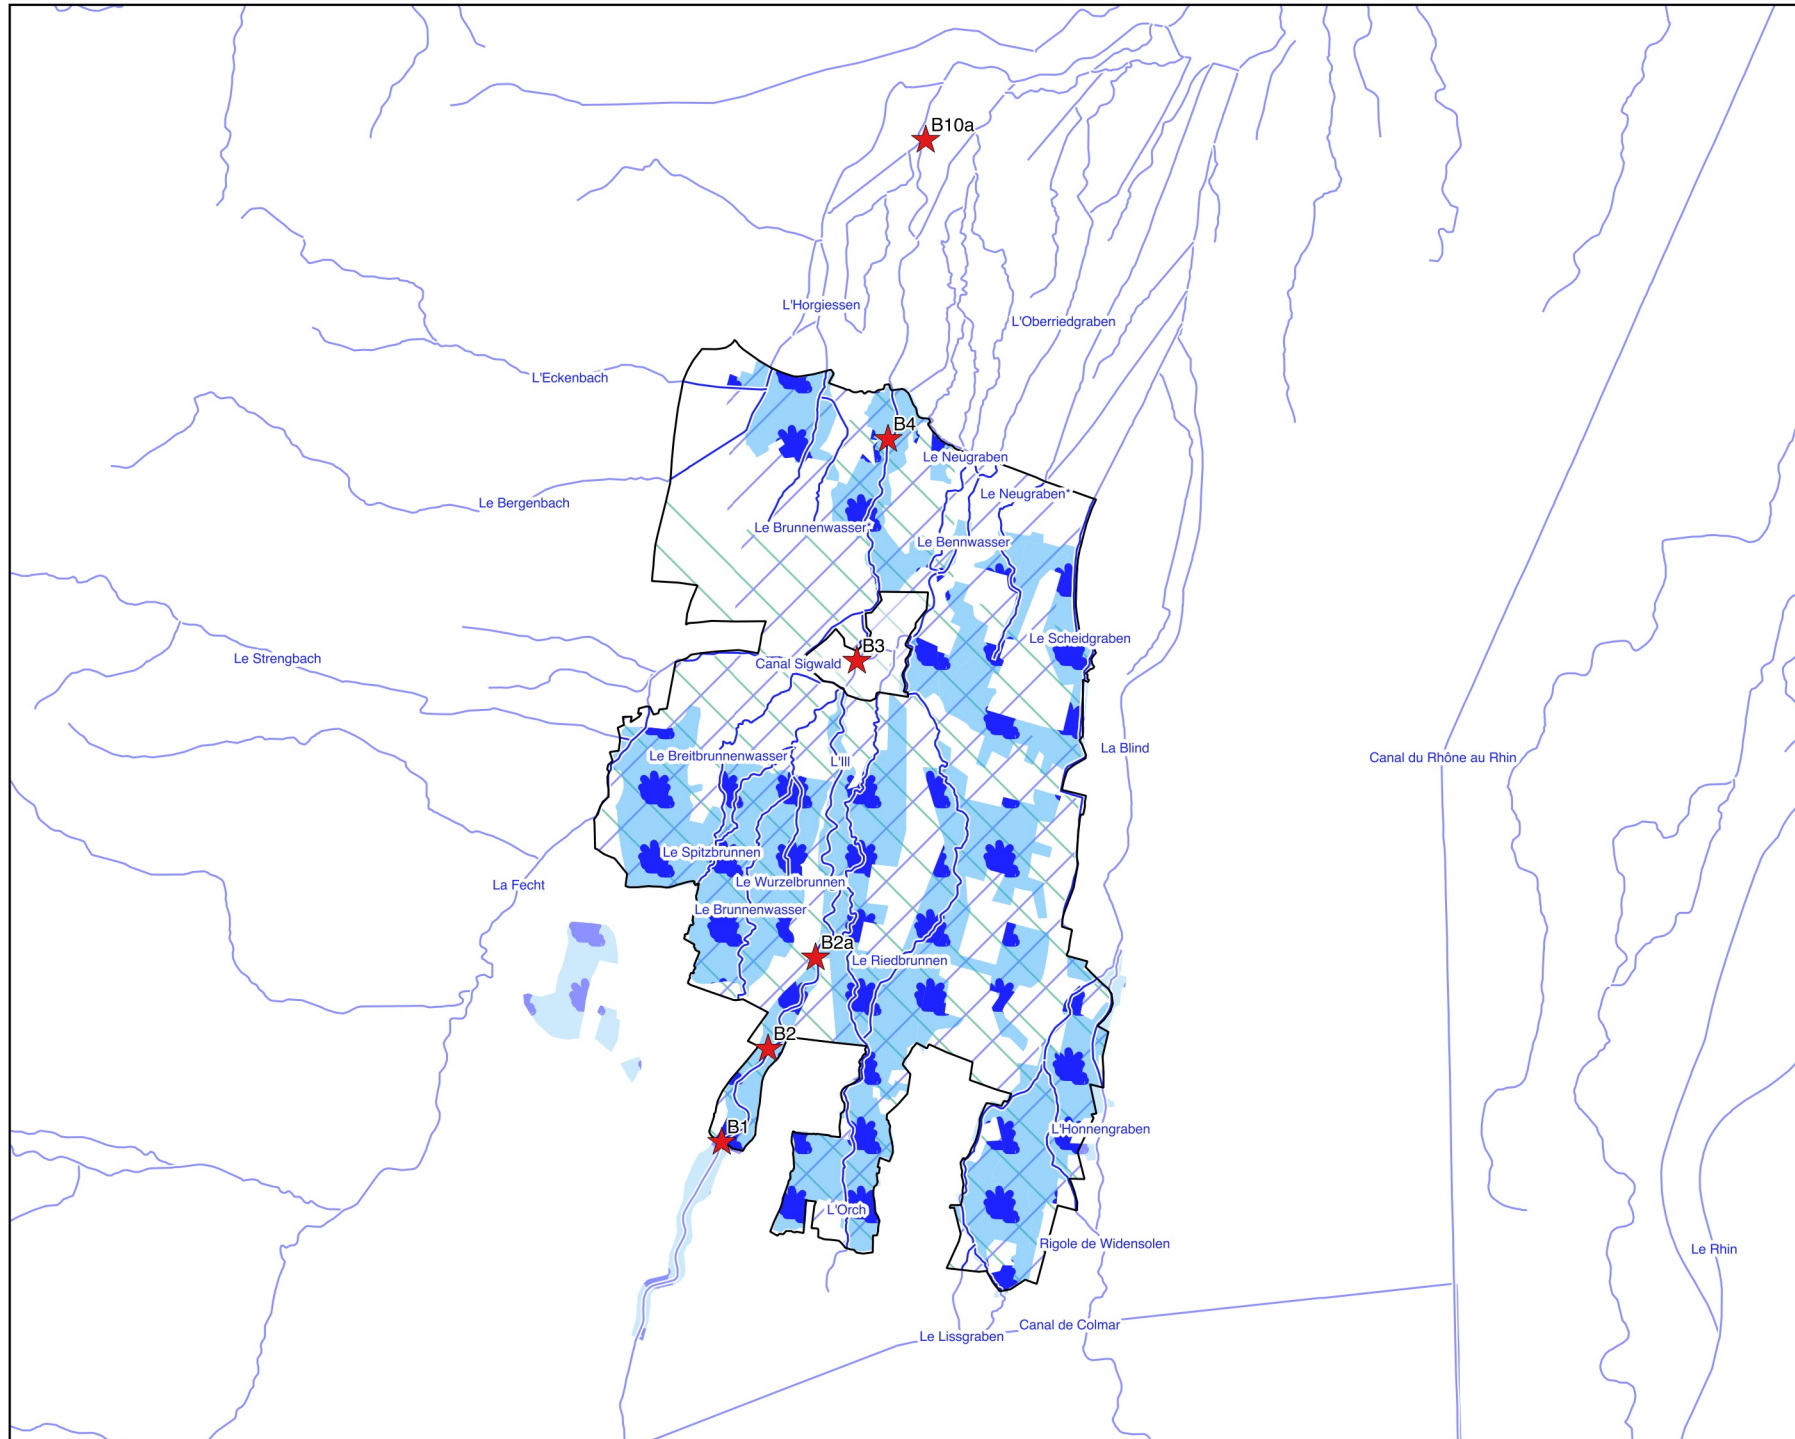 B10a
L'Horgiessen
L'Oberriedgraben
L'Eckenbach
B4
Le Neugraben
Le Neugraben*
Le Bergenbach
Le Brunnenwasser*
Le Bennwasser
Le Scheidgraben
B3
Le Strengbach
Canal Sigwald
La Blind
Le Breitbrunnenwasser
L'Ill
Canal du Rhône au Rhin
Le Spitzbrunnen
Le Wurzelbrunnen
La Fecht
Le Brunnenwasser
B2a
Le Riedbrunnen
B2
B1
L'Honnengraben
L'Orch
Rigole de Widensolen
Le Rhin
Canal de Colmar
Le Lissgraben